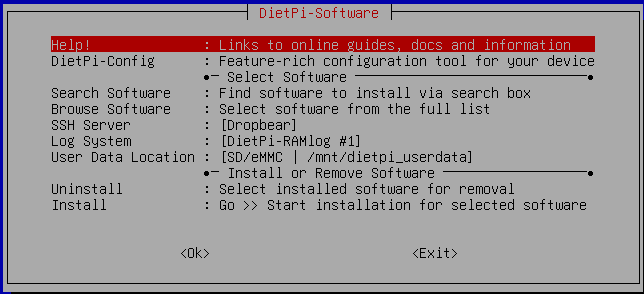 DietPi-Software
Help! : Links to online guides, docs and information
DietPi-Config : Feature-rich configuration tool for your device
●─ Select Software ─●
Search Software : Find software to install via search box
Browse Software : Select software from the full list
SSH Server : [Dropbear]
Log System : [DietPi-RAMlog #1]
User Data Location : [SD/eMMC | /mnt/dietpi_userdata]
●─ Install or Remove Software ─●
Uninstall : Select installed software for removal
Install : Go >> Start installation for selected software
<Ok> <Exit>